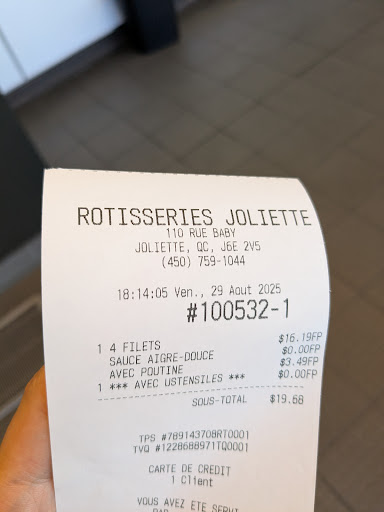 ROTISSERIES JOLIETTE
110 RUE BABY
JOLIETTE, QC, J6E 2V5
(450) 759-1044
18:14:05 Ven., 29 Aout 2025
#100532-1
1 4 FILETS $16.19FP
SAUCE AIGRE-DOUCE $0.00FP
AVEC POUTINE $3.49FP
1 *** AVEC USTENSILES *** $0.00FP
SOUS-TOTAL $19.68
TPS #789143708RT0001
TVQ #1228688971TQ0001
CARTE DE CREDIT
1 Client
VOUS AVEZ ETE SERVI
PAR